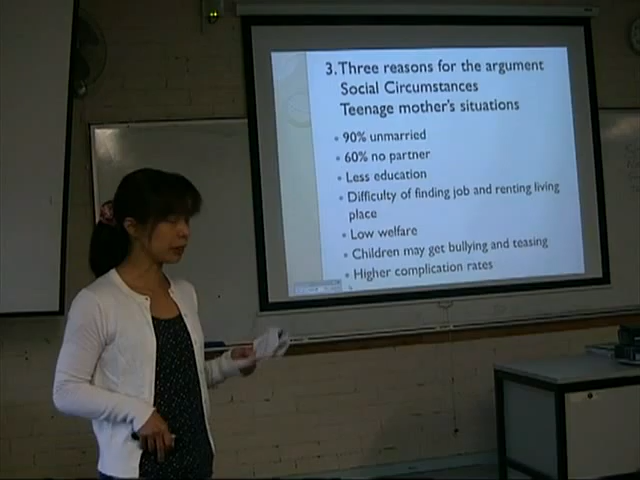 3. Three reasons for the argument
Social Circumstances
Teenage mother's situations
• 90% unmarried
• 60% no partner
• Less education
• Difficulty of finding job and renting living
place
• Low welfare
• Children may get bullying and teasing
• Higher complication rates